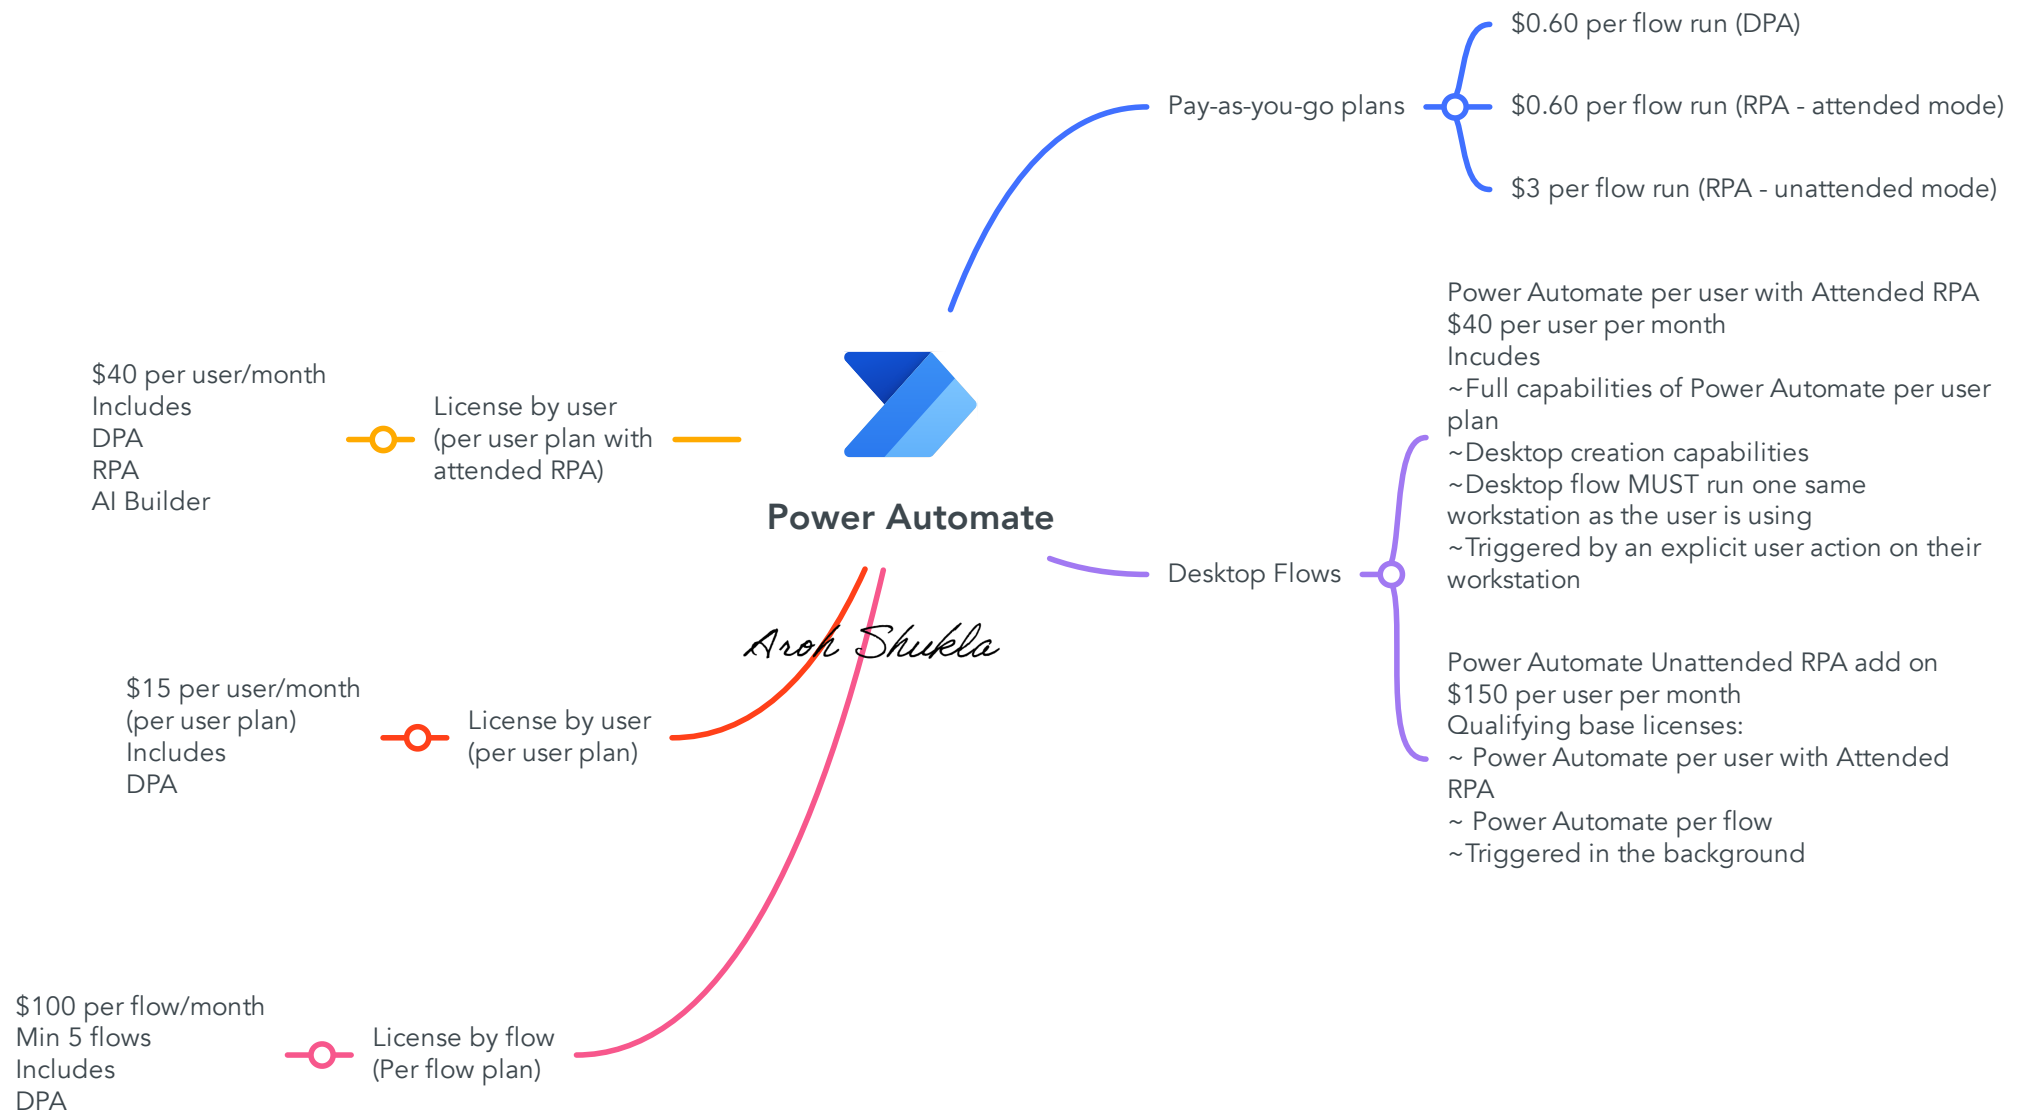 $0.60 per flow run (DPA)
Pay-as-you-go plans
$0.60 per flow run (RPA - attended mode)
$3 per flow run (RPA - unattended mode)
Power Automate per user with Attended RPA
$40 per user per month
Incudes
~Full capabilities of Power Automate per user
plan
~Desktop creation capabilities
~Desktop flow MUST run one same
workstation as the user is using
~Triggered by an explicit user action on their
workstation
Desktop Flows
Power Automate Unattended RPA add on
$150 per user per month
Qualifying base licenses:
~ Power Automate per user with Attended
RPA
~ Power Automate per flow
~Triggered in the background
$40 per user/month
Includes
DPA
RPA
AI Builder
License by user
(per user plan with
attended RPA)
Power Automate
Aroh Shukla
$15 per user/month
(per user plan)
Includes
DPA
License by user
(per user plan)
$100 per flow/month
Min 5 flows
Includes
DPA
License by flow
(Per flow plan)